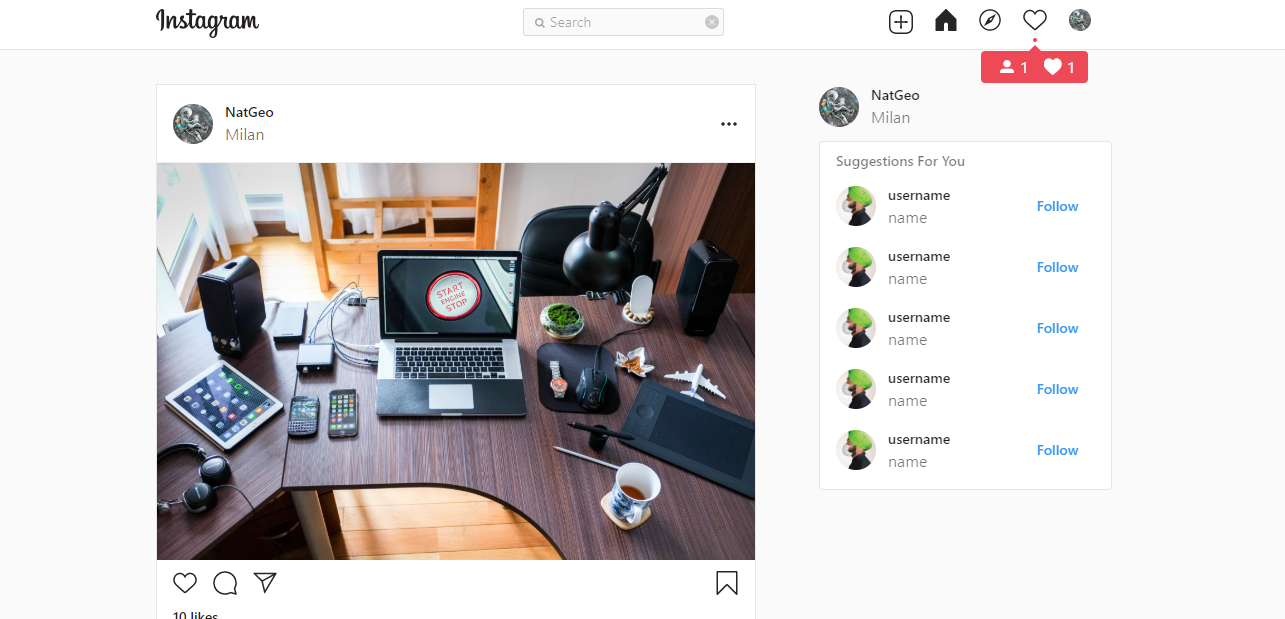 Instagram
Search
1 1
NatGeo
Milan
NatGeo
Milan
START
ENGINE
STOP
10 likes
Suggestions For You
username
name
Follow
username
name
Follow
username
name
Follow
username
name
Follow
username
name
Follow